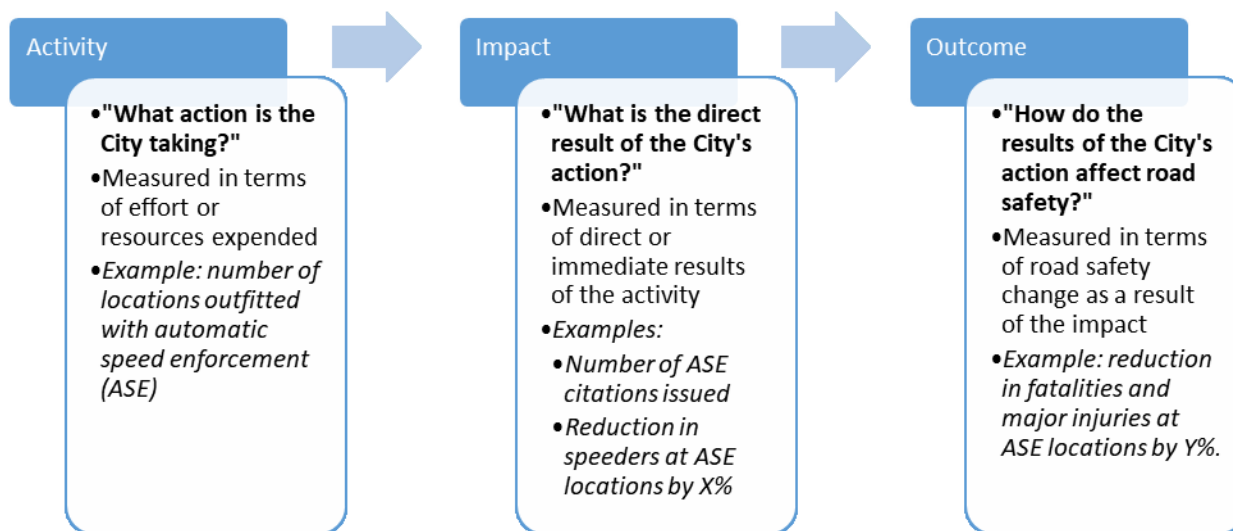 Activity
•"What action is the
City taking?"
•Measured in terms
of effort or
resources expended
•Example: number of
locations outfitted
with automatic
speed enforcement
(ASE)
Impact
•"What is the direct
result of the City's
action?"
•Measured in terms
of direct or
immediate results
of the activity
•Examples:
•Number of ASE
citations issued
•Reduction in
speeders at ASE
locations by X%
Outcome
•"How do the
results of the City's
action affect road
safety?"
•Measured in terms
of road safety
change as a result
of the impact
•Example: reduction
in fatalities and
major injuries at
ASE locations by Y%.